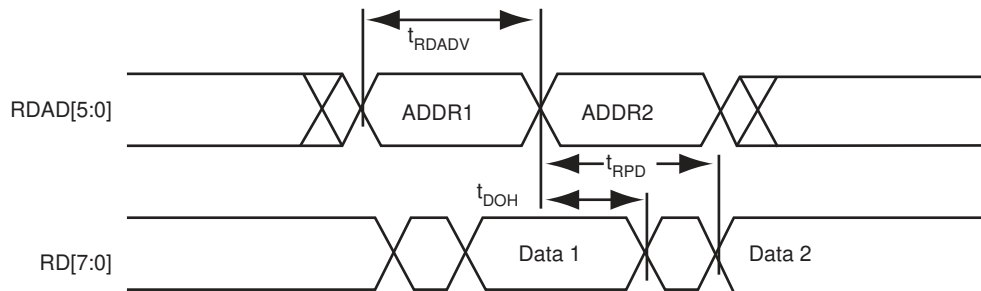 tRDADV
RDAD[5:0]
ADDR1
ADDR2
tRPD
tDOH
RD[7:0]
Data 1
Data 2